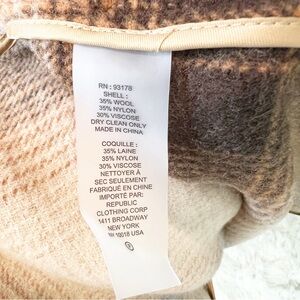 RN : 93178
SHELL :
35% WOOL
35% NYLON
30% VISCOSE
DRY CLEAN ONLY
MADE IN CHINA
COQUILLE :
35% LAINE
35% NYLON
30% VISCOSE
NETTOYER À
SEC SEULEMENT
FABRIQUÉ EN CHINE
IMPORTÉ PAR:
REPUBLIC
CLOTHING CORP
1411 BROADWAY
NEW YORK
NY 10018 USA
®